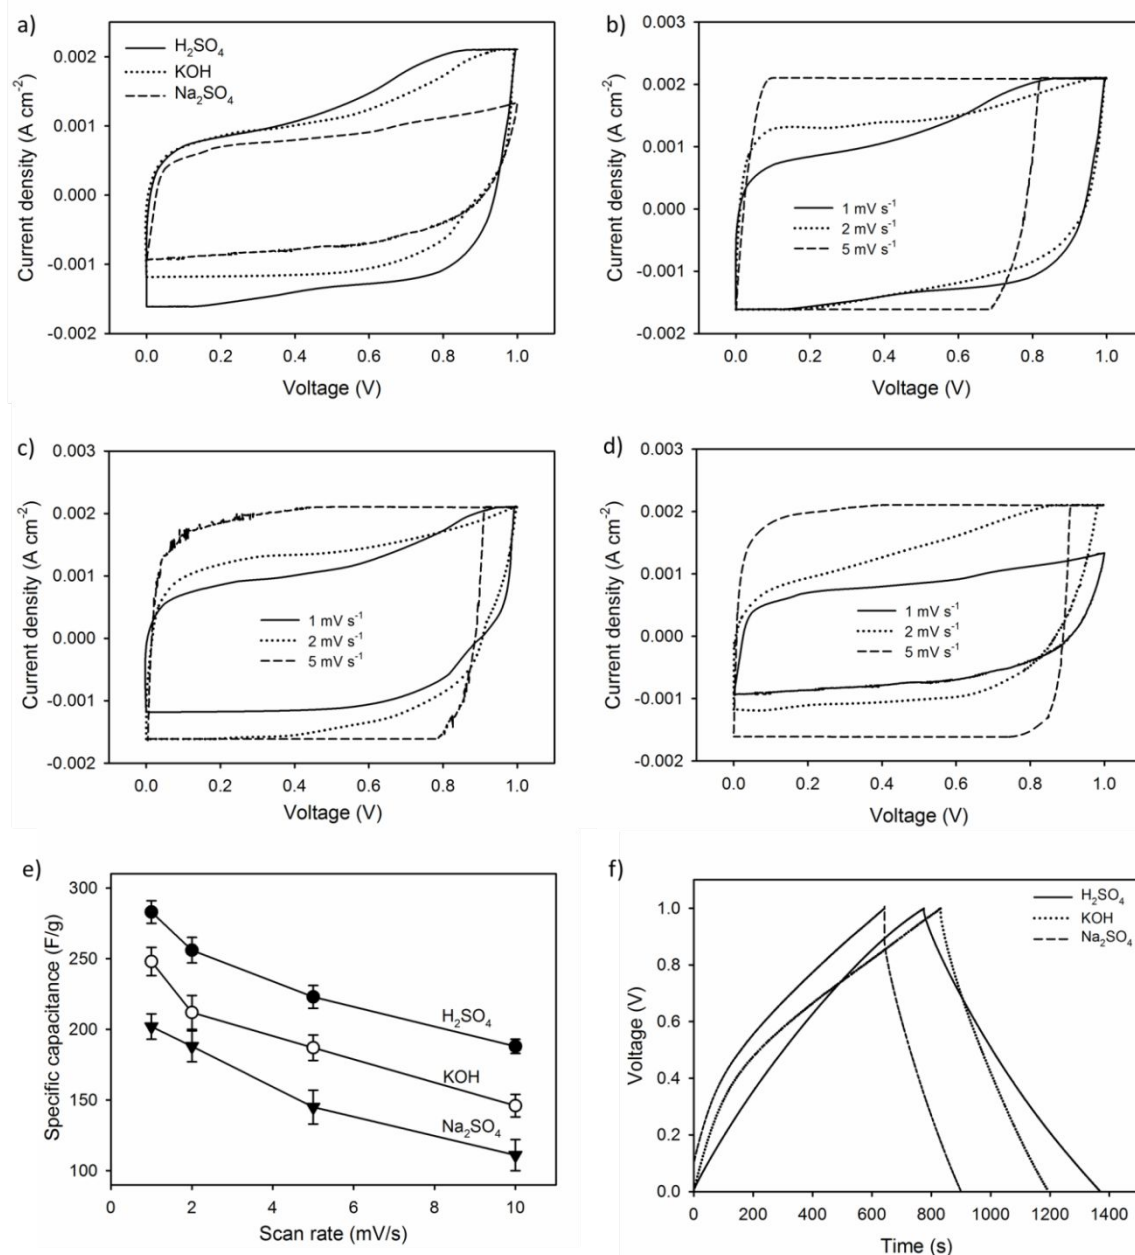 a)
H₂SO₄
KOH
Na₂SO₄
0.002
0.001
0.000
-0.001
-0.002
Current density (A cm⁻²)
0.0 0.2 0.4 0.6 0.8 1.0
Voltage (V)
b)
0.003
0.002
0.001
0.000
-0.001
-0.002
Current density (A cm⁻²)
1 mV s⁻¹
2 mV s⁻¹
5 mV s⁻¹
0.0 0.2 0.4 0.6 0.8 1.0
Voltage (V)
c)
0.003
0.002
0.001
0.000
-0.001
-0.002
Current density (A cm⁻²)
1 mV s⁻¹
2 mV s⁻¹
5 mV s⁻¹
0.0 0.2 0.4 0.6 0.8 1.0
Voltage (V)
d)
0.003
0.002
0.001
0.000
-0.001
-0.002
Current density (A cm⁻²)
1 mV s⁻¹
2 mV s⁻¹
5 mV s⁻¹
0.0 0.2 0.4 0.6 0.8 1.0
Voltage (V)
e)
300
250
200
150
100
Specific capacitance (F/g)
H₂SO₄
KOH
Na₂SO₄
2 4 6 8 10
Scan rate (mV/s)
f)
H₂SO₄
KOH
Na₂SO₄
1.0
0.8
0.6
0.4
0.2
0.0
Voltage (V)
0 200 400 600 800 1000 1200 1400
Time (s)